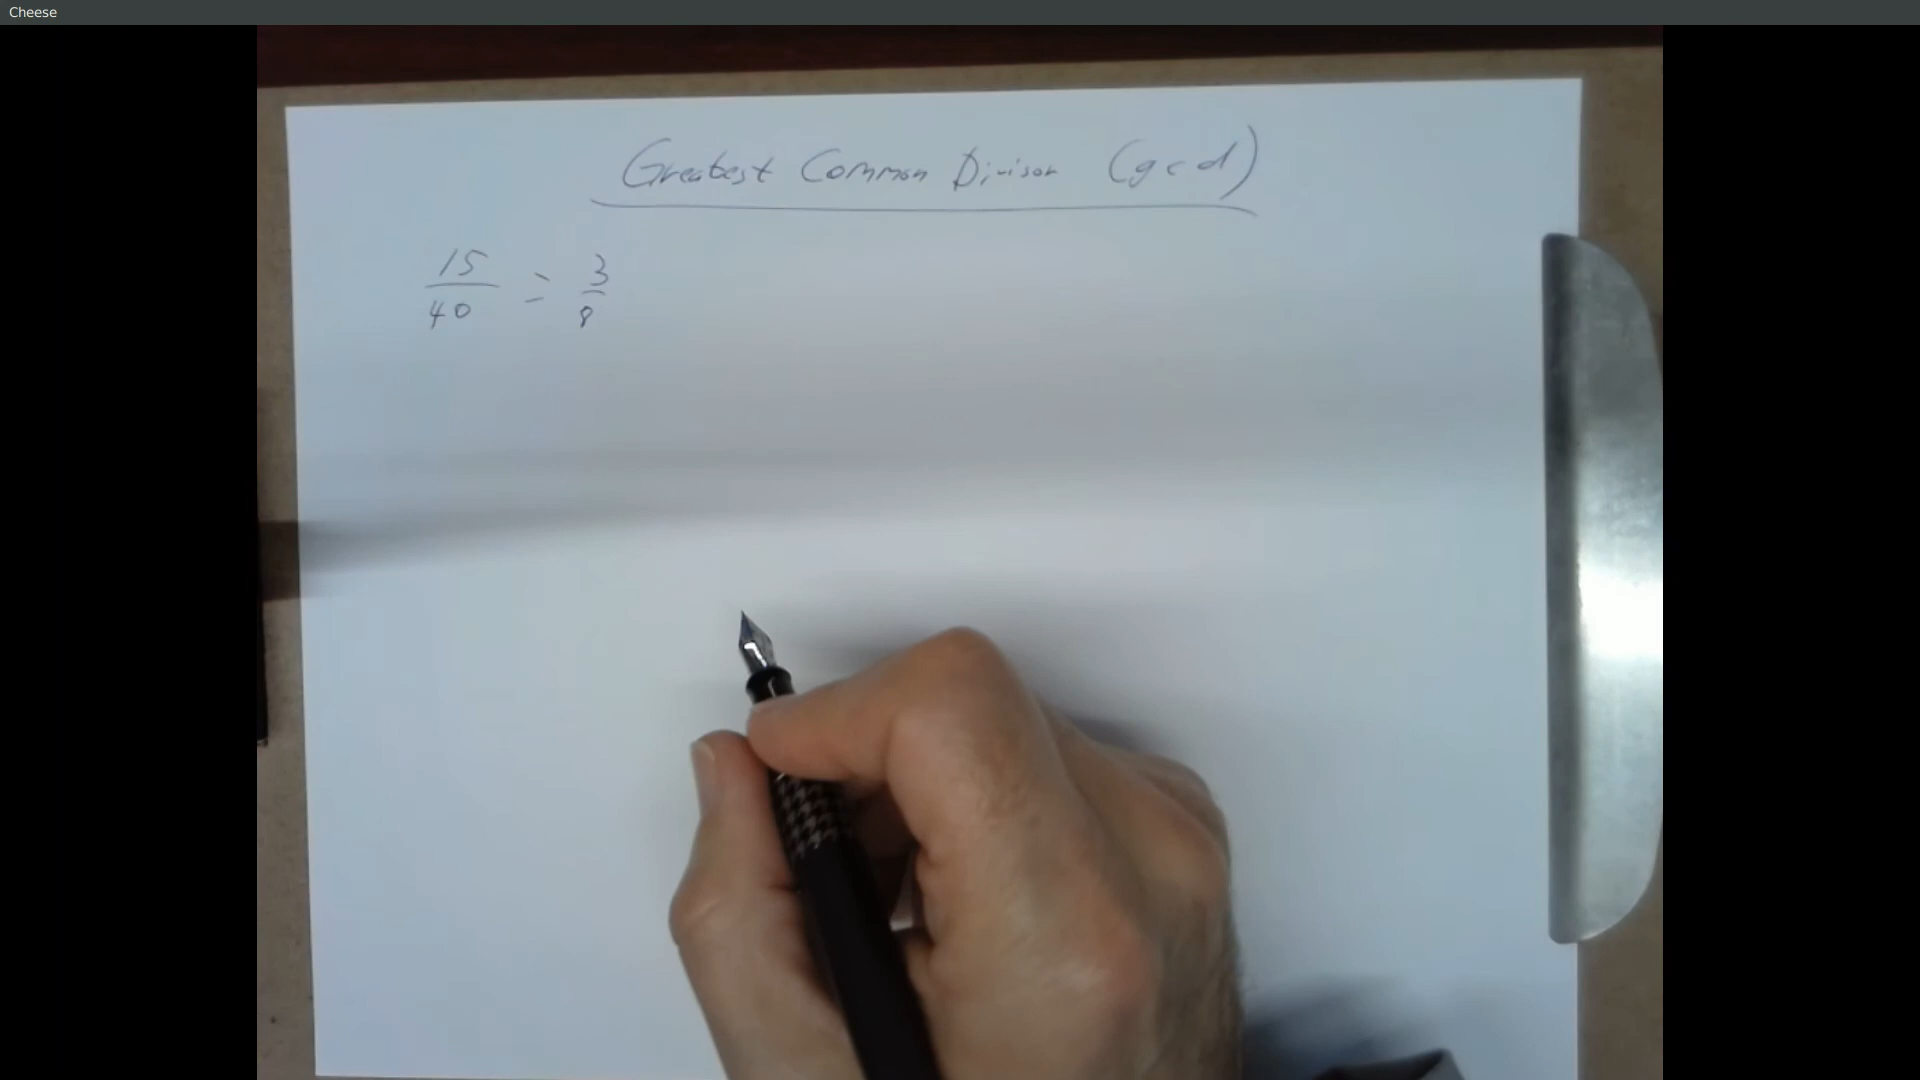 Cheese
Greatest Common Divisor (gcd)
15/40 = 3/8